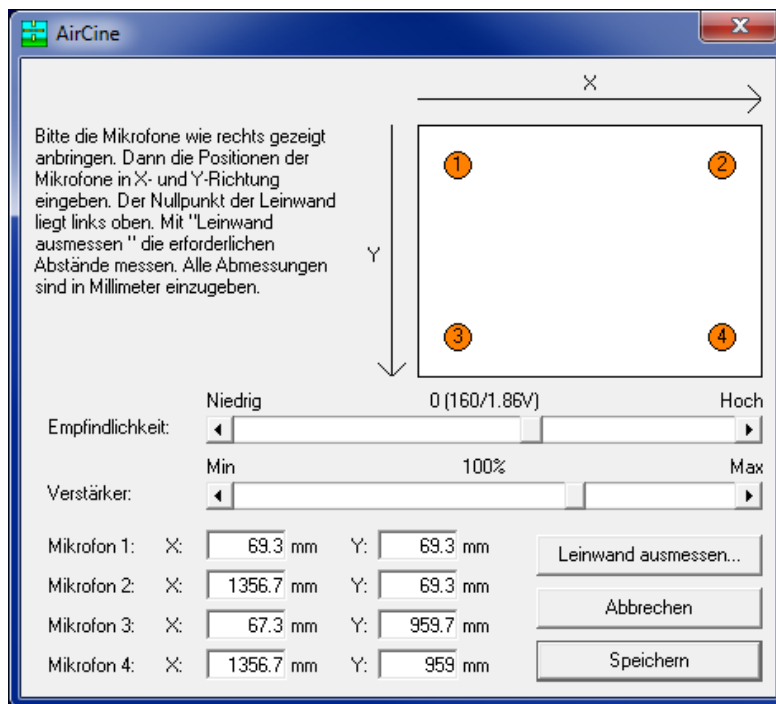 AirCine
X
Bitte die Mikrofone wie rechts gezeigt
anbringen. Dann die Positionen der
Mikrofone in X- und Y-Richtung
eingeben. Der Nullpunkt der Leinwand
liegt links oben. Mit "Leinwand
ausmessen " die erforderlichen
Abstände messen. Alle Abmessungen
sind in Millimeter einzugeben.
Y
1 2
3 4
Niedrig 0 (160/1.86V) Hoch
Empfindlichkeit:
Min 100% Max
Verstärker:
Mikrofon 1: X: 69.3 mm Y: 69.3 mm
Mikrofon 2: X: 1356.7 mm Y: 69.3 mm
Mikrofon 3: X: 67.3 mm Y: 959.7 mm
Mikrofon 4: X: 1356.7 mm Y: 959 mm
Leinwand ausmessen...
Abbrechen
Speichern